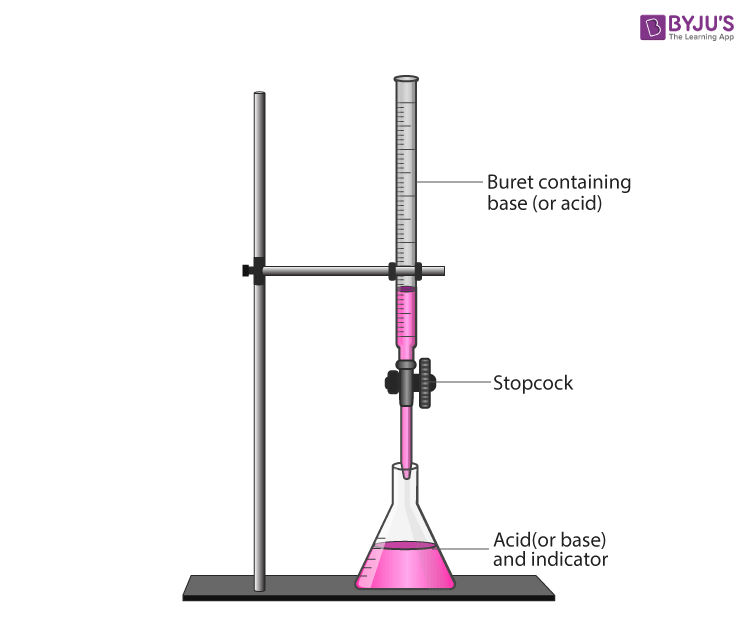 BYJU'S
The Learning App
Buret containing
base (or acid)
Stopcock
Acid(or base)
and indicator